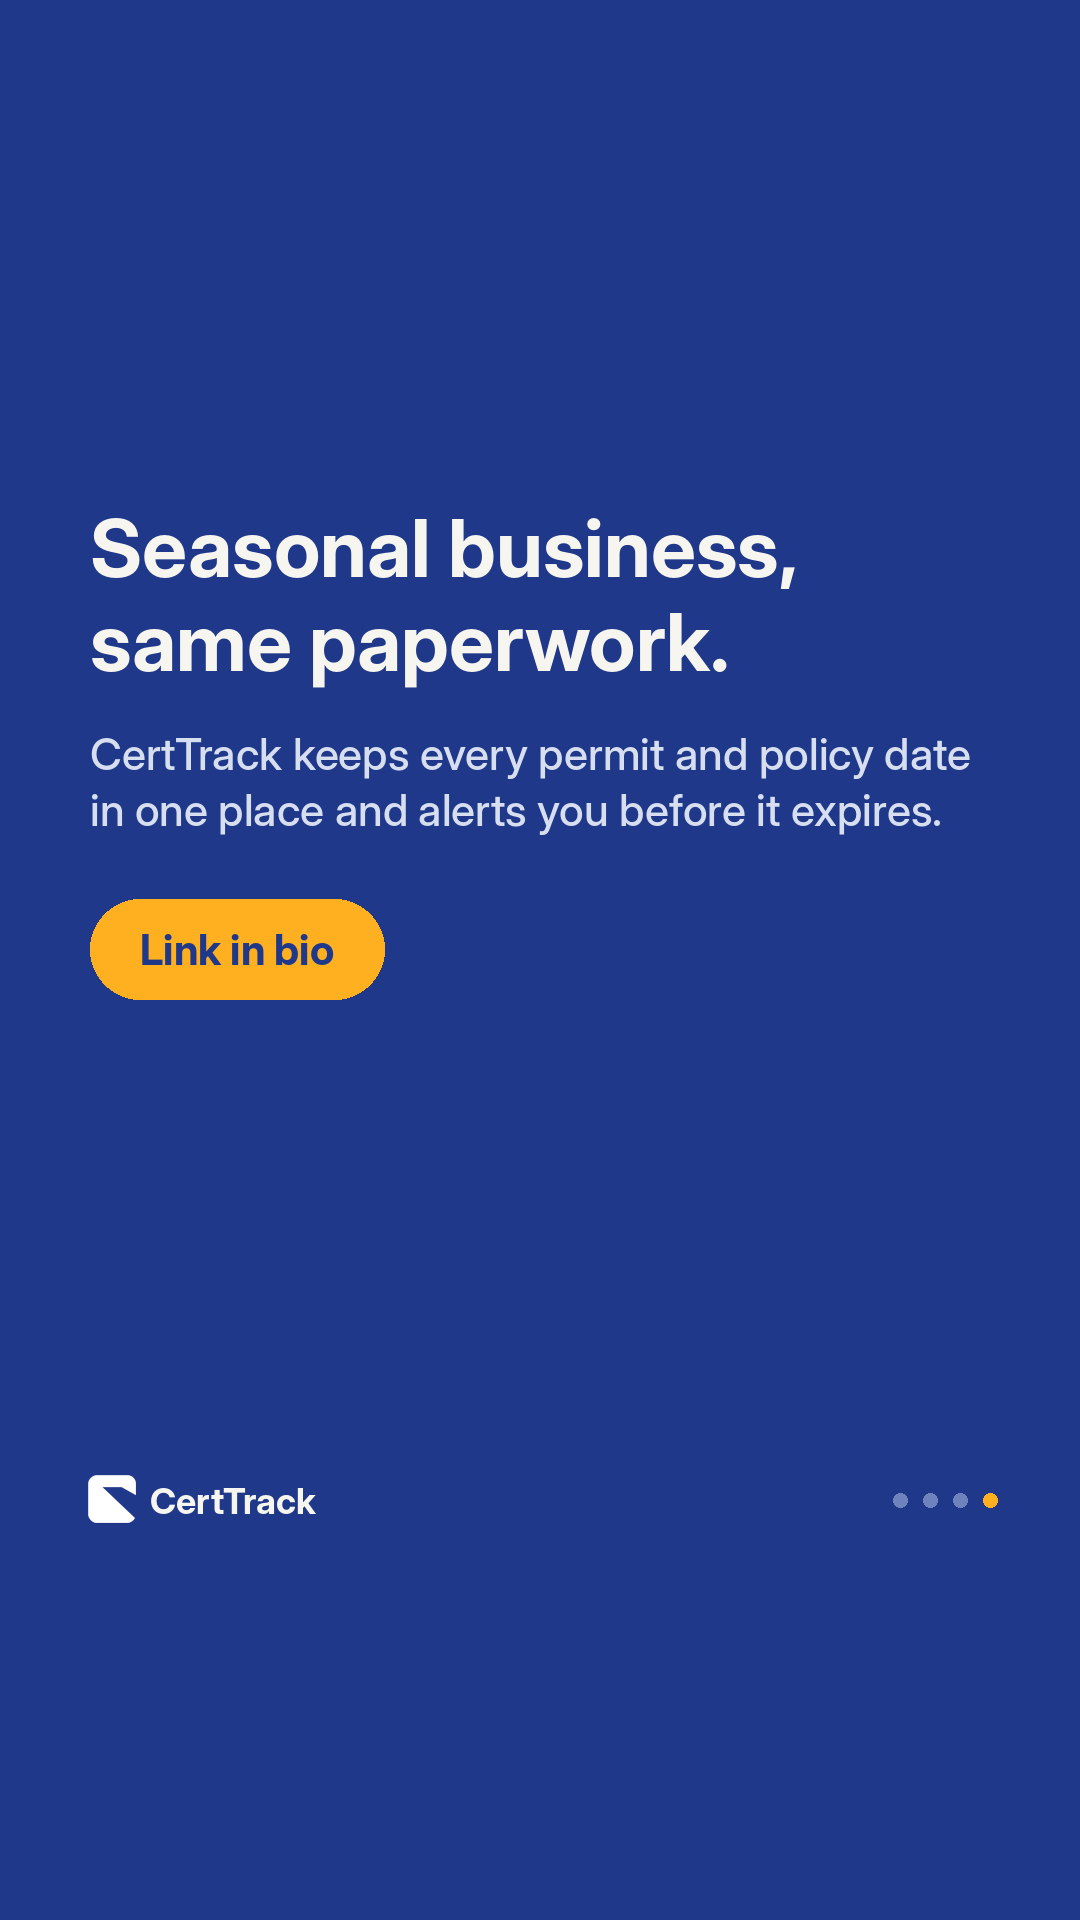 Seasonal business,
same paperwork.
CertTrack keeps every permit and policy date
in one place and alerts you before it expires.
Link in bio
CertTrack